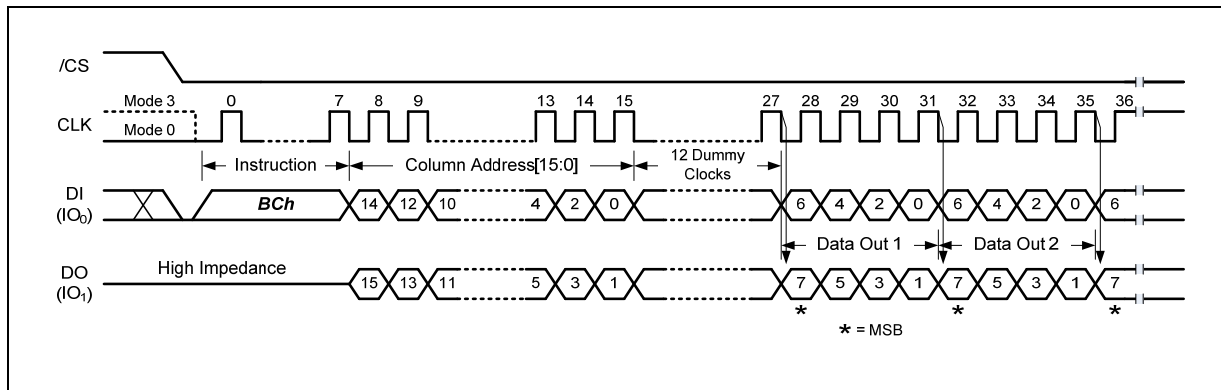 /CS
Mode 3 0 7 8 9 13 14 15 27 28 29 30 31 32 33 34 35 36
CLK Mode 0
Instruction Column Address[15:0] 12 Dummy
Clocks
DI
(IO0) BCh 14 12 10 4 2 0 6 4 2 0 6 4 2 0 6
Data Out 1 Data Out 2
DO
(IO1) High Impedance 15 13 11 5 3 1 7 5 3 1 7 5 3 1 7
* * *
* = MSB